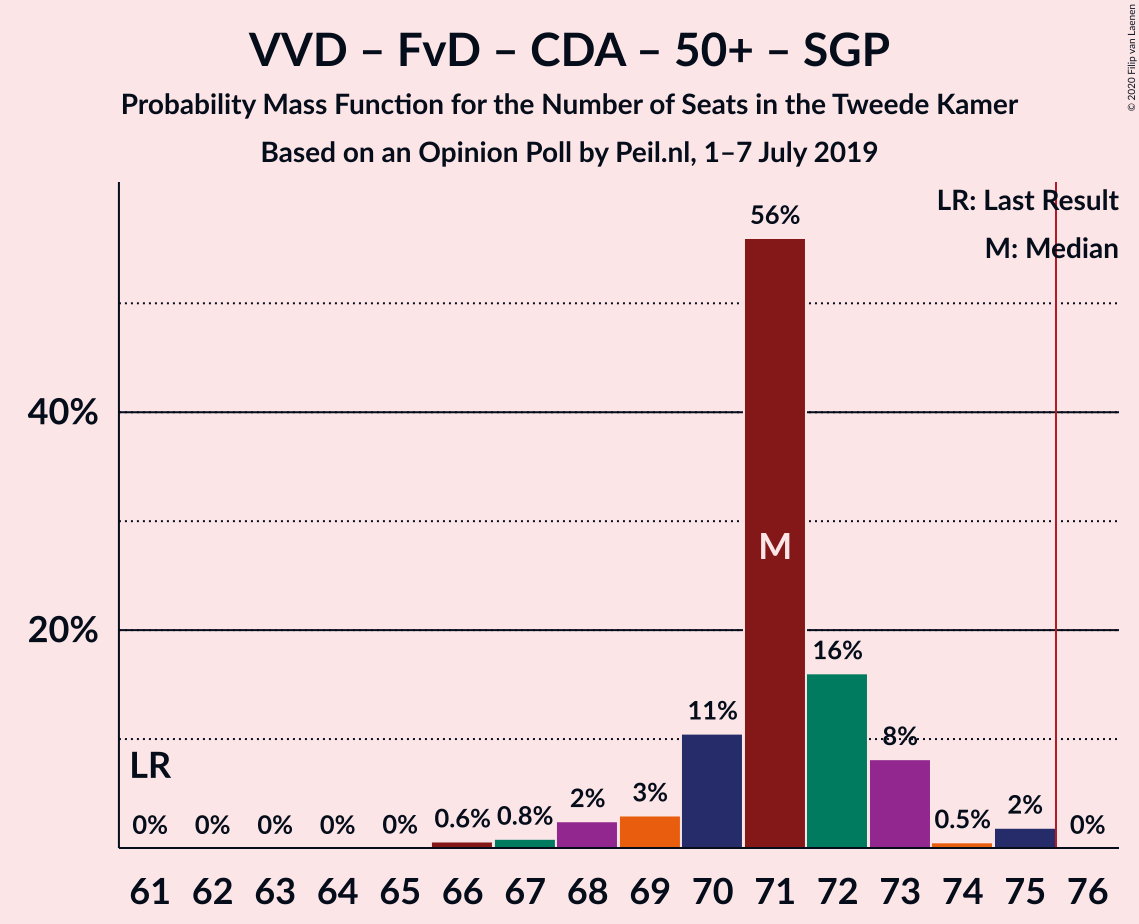 VVD – FvD – CDA – 50+ – SGP
Probability Mass Function for the Number of Seats in the Tweede Kamer
Based on an Opinion Poll by Peil.nl, 1–7 July 2019
© 2020 Filip van Laenen
LR: Last Result
M: Median
56%
40%
M
20%
16%
11%
8%
LR
3%
2%
2%
0% 0% 0% 0% 0% 0.6% 0.8% 0.5% 0%
61 62 63 64 65 66 67 68 69 70 71 72 73 74 75 76